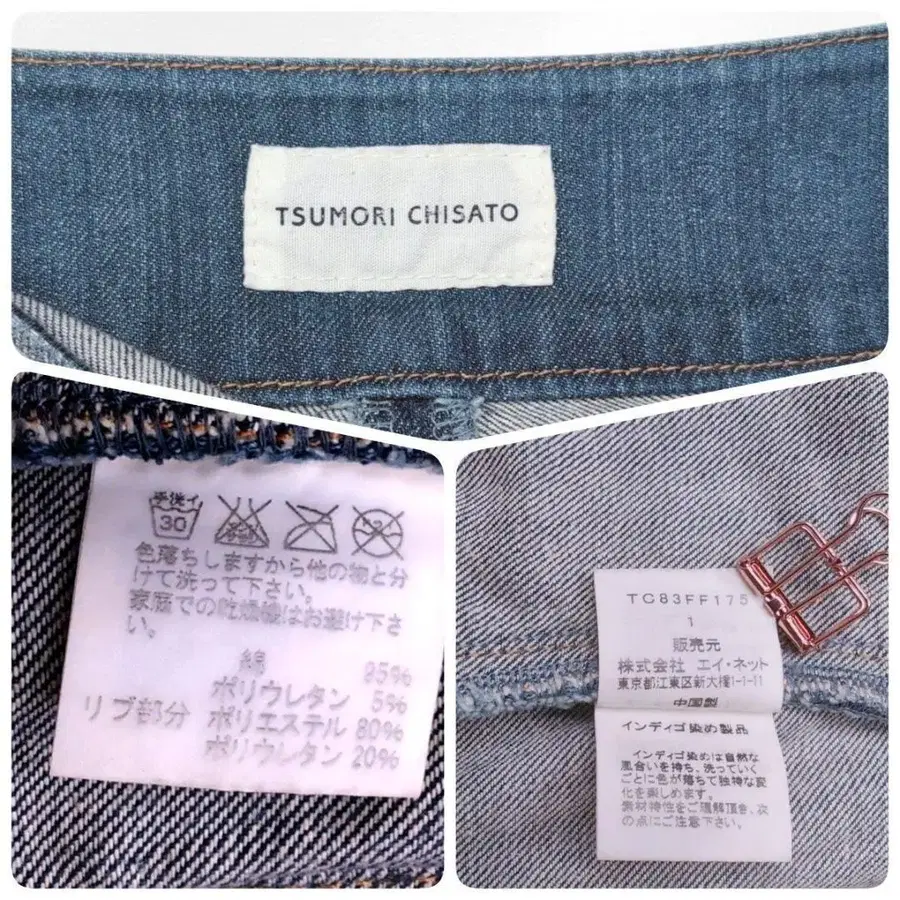 TSUMORI CHISATO
手洗イ
30
色落ちしますから他の物と分
けて洗って下さい。
家庭での乾燥機はお避け下さ
い。
綿 95%
ポリウレタン 5%
リブ部分 ポリエステル 80%
ポリウレタン 20%
TC83FF175
1
販売元
株式会社 エイ・ネット
東京都江東区新大橋1-1-11
中国製
インディゴ染め製品
インディゴ染めは自然な
風合いを持ち、洗っていく
ごとに色が落ちて独特な変
化を楽しめます。
素材特性をご理解頂き、次
の点にご注意下さい。